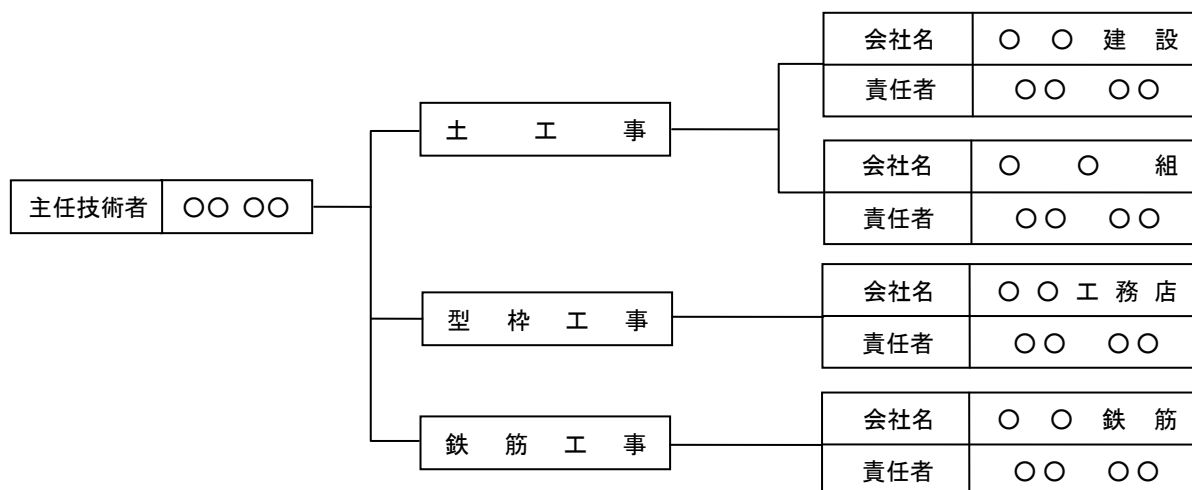 会社名 ○ ○ 建 設
責任者 ○○ ○○
土 工 事
会社名 ○ ○ 組
責任者 ○○ ○○
主任技術者 ○○ ○○
会社名 ○ ○ 工 務 店
責任者 ○○ ○○
型 枠 工 事
会社名 ○ ○ 鉄 筋
責任者 ○○ ○○
鉄 筋 工 事